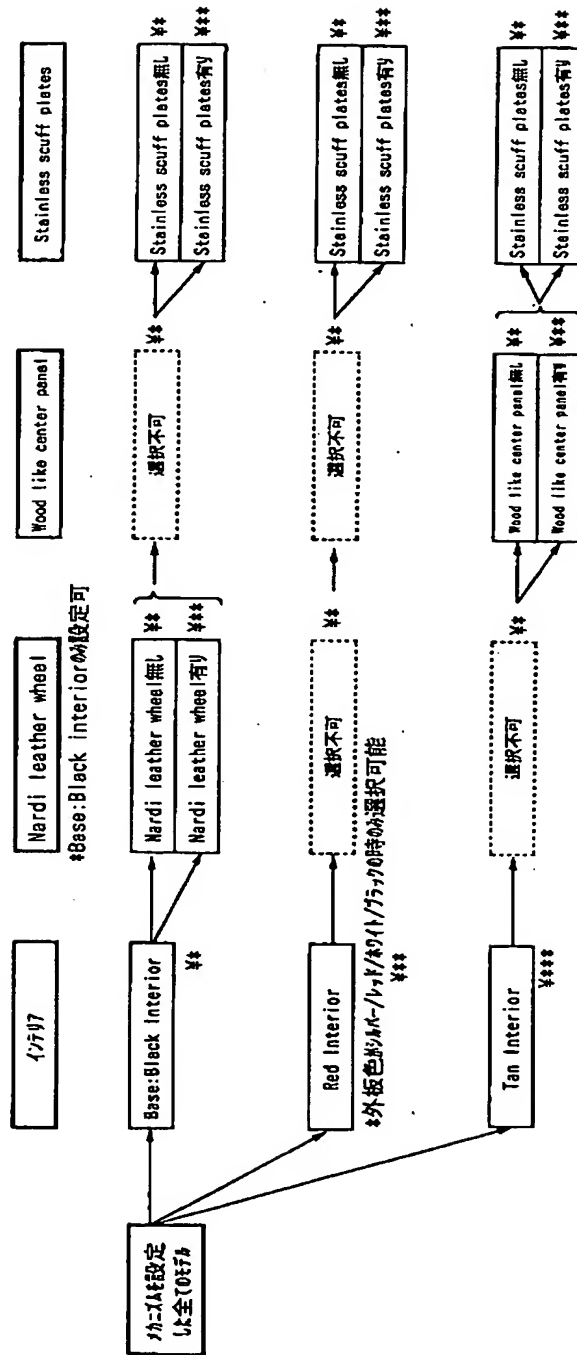 インテリア
Nardi leather wheel
Wood like center panel
Stainless scuff plates
*Base:Black interiorのみ設定可
メカニズムを設定
した全てのモデル
Base:Black Interior
¥**
Nardi leather wheel無し
¥**
Nardi leather wheel有り
¥***
選択不可
¥**
Stainless scuff plates無し
¥**
Stainless scuff plates有り
¥***
Red Interior
*外板色がシルバー/レッド/ホワイト/ブラックの時のみ選択可能
¥***
選択不可
¥**
選択不可
¥**
Stainless scuff plates無し
¥**
Stainless scuff plates有り
¥***
Tan Interior
¥***
選択不可
¥**
Wood like center panel無し
¥**
Wood like center panel有り
¥***
Stainless scuff plates無し
¥**
Stainless scuff plates有り
¥***